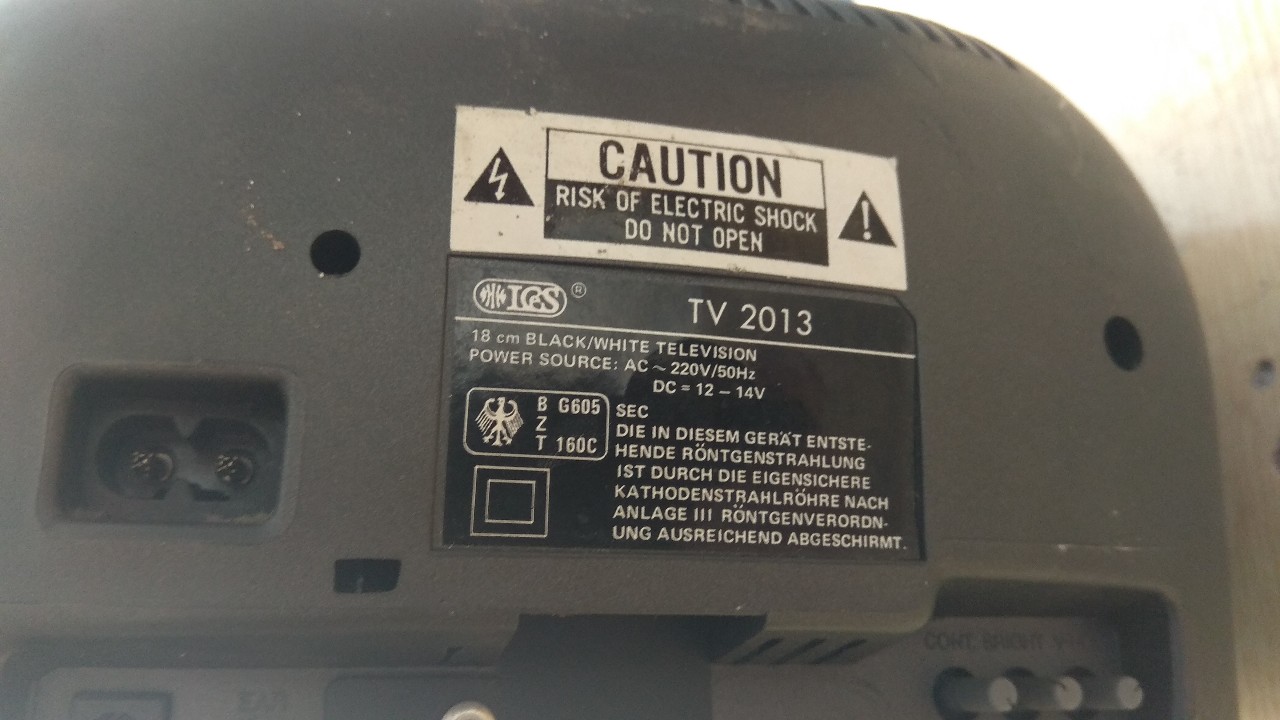 CAUTION
RISK OF ELECTRIC SHOCK
DO NOT OPEN
IGS ®
TV 2013
18 cm BLACK/WHITE TELEVISION
POWER SOURCE: AC ~ 220V/50Hz
DC = 12 – 14V
B G605
Z
T 160C
SEC
DIE IN DIESEM GERÄT ENTSTE-
HENDE RÖNTGENSTRAHLUNG
IST DURCH DIE EIGENSICHERE
KATHODENSTRAHLRÖHRE NACH
ANLAGE III RÖNTGENVERORDN-
UNG AUSREICHEND ABGESCHIRMT.
CONT. BRIGHT
EAR